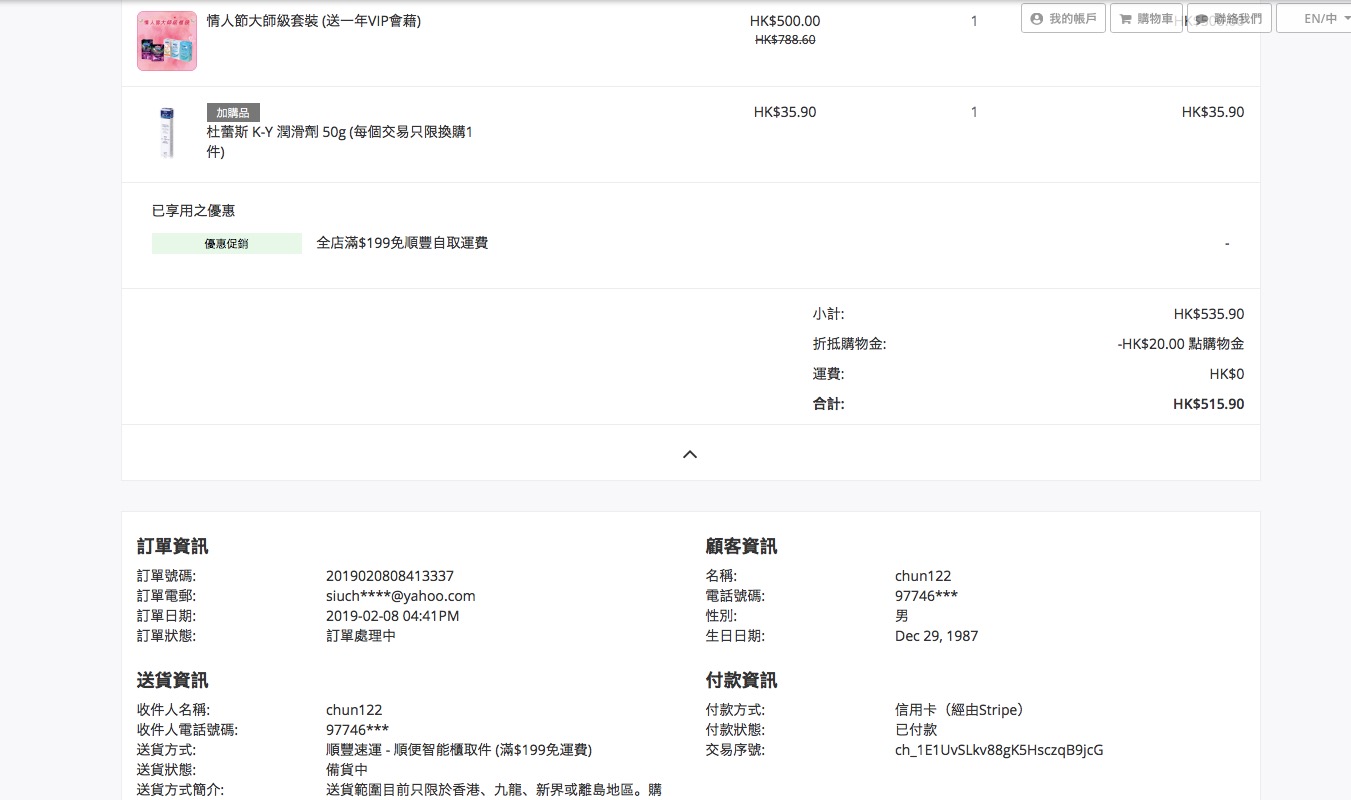 情人節大師級套裝 (送一年VIP會藉) HK$500.00 1
HK$788.60
我的帳戶 購物車 聯絡我們 EN/中
加購品
杜蕾斯 K-Y 潤滑劑 50g (每個交易只限換購1 HK$35.90 1 HK$35.90
件)
已享用之優惠
優惠促銷 全店滿$199免順豐自取運費 -
小計: HK$535.90
折抵購物金: -HK$20.00 點購物金
運費: HK$0
合計: HK$515.90
訂單資訊
訂單號碼: 2019020808413337
訂單電郵: siuch****@yahoo.com
訂單日期: 2019-02-08 04:41PM
訂單狀態: 訂單處理中
顧客資訊
名稱: chun122
電話號碼: 97746***
性別: 男
生日日期: Dec 29, 1987
送貨資訊
收件人名稱: chun122
收件人電話號碼: 97746***
送貨方式: 順豐速運 - 順便智能櫃取件 (滿$199免運費)
送貨狀態: 備貨中
送貨方式簡介: 送貨範圍目前只限於香港、九龍、新界或離島地區。購
付款資訊
付款方式: 信用卡（經由Stripe）
付款狀態: 已付款
交易序號: ch_1E1UvSLkv88gK5HsczqB9jcG